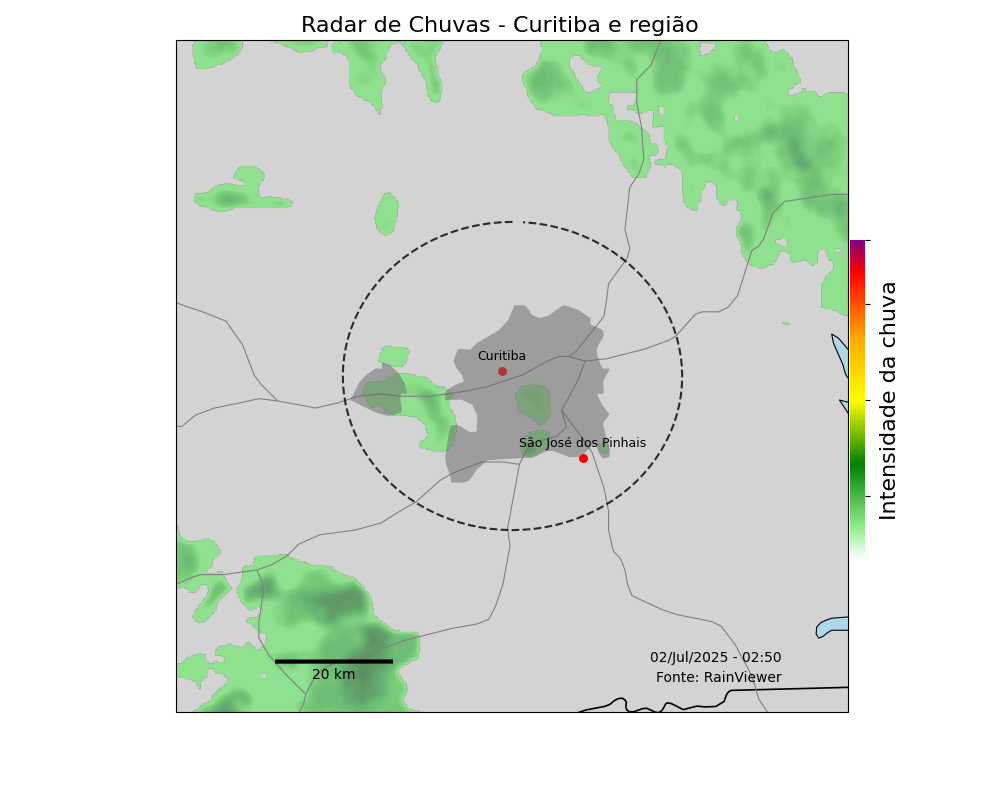 Radar de Chuvas - Curitiba e região
Curitiba
São José dos Pinhais
Intensidade da chuva
20 km
02/Jul/2025 - 02:50
Fonte: RainViewer